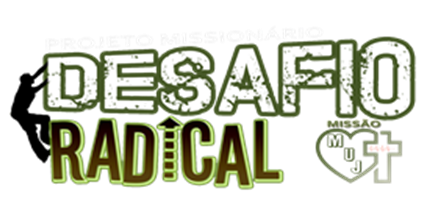 PROJETO MISSIONÁRIO
DESAFIO
RADICAL
MISSÃO
MUJ